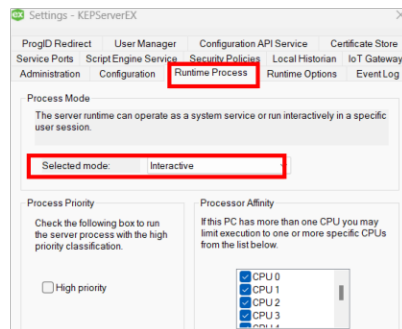 Settings - KEPServerEX
ProgID Redirect User Manager Configuration API Service Certificate Store
Service Ports Script Engine Service Security Policies Local Historian IoT Gateway
Administration Configuration Runtime Process Runtime Options Event Log
Process Mode
The server runtime can operate as a system service or run interactively in a specific
user session.
Selected mode: Interactive
Process Priority
Check the following box to run
the server process with the high
priority classification.
High priority
Processor Affinity
If this PC has more than one CPU you may
limit execution to one or more specific CPUs
from the list below.
CPU 0
CPU 1
CPU 2
CPU 3
CPU 4